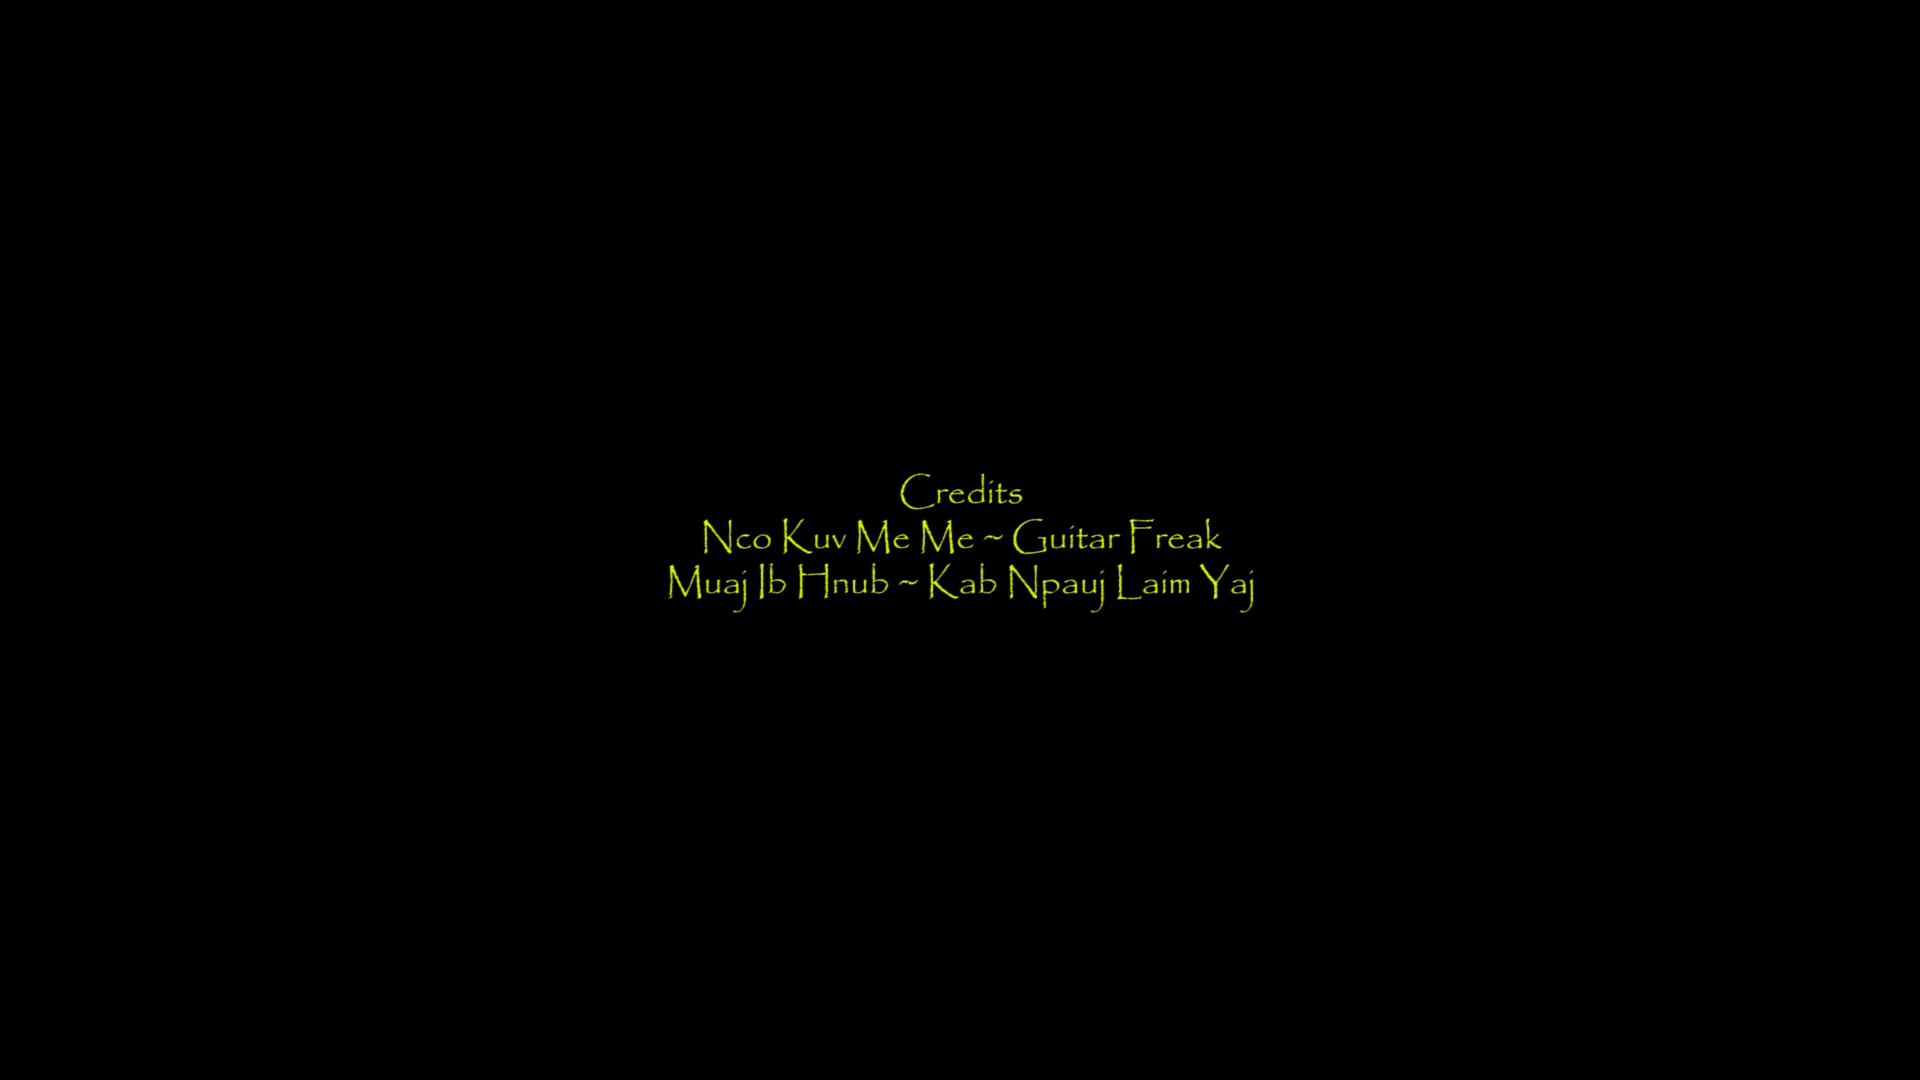 Credits
Nco Kuv Me Me ~ Guitar Freak
Muaj Ib Hnub ~ Kab Npauj Laim Yaj